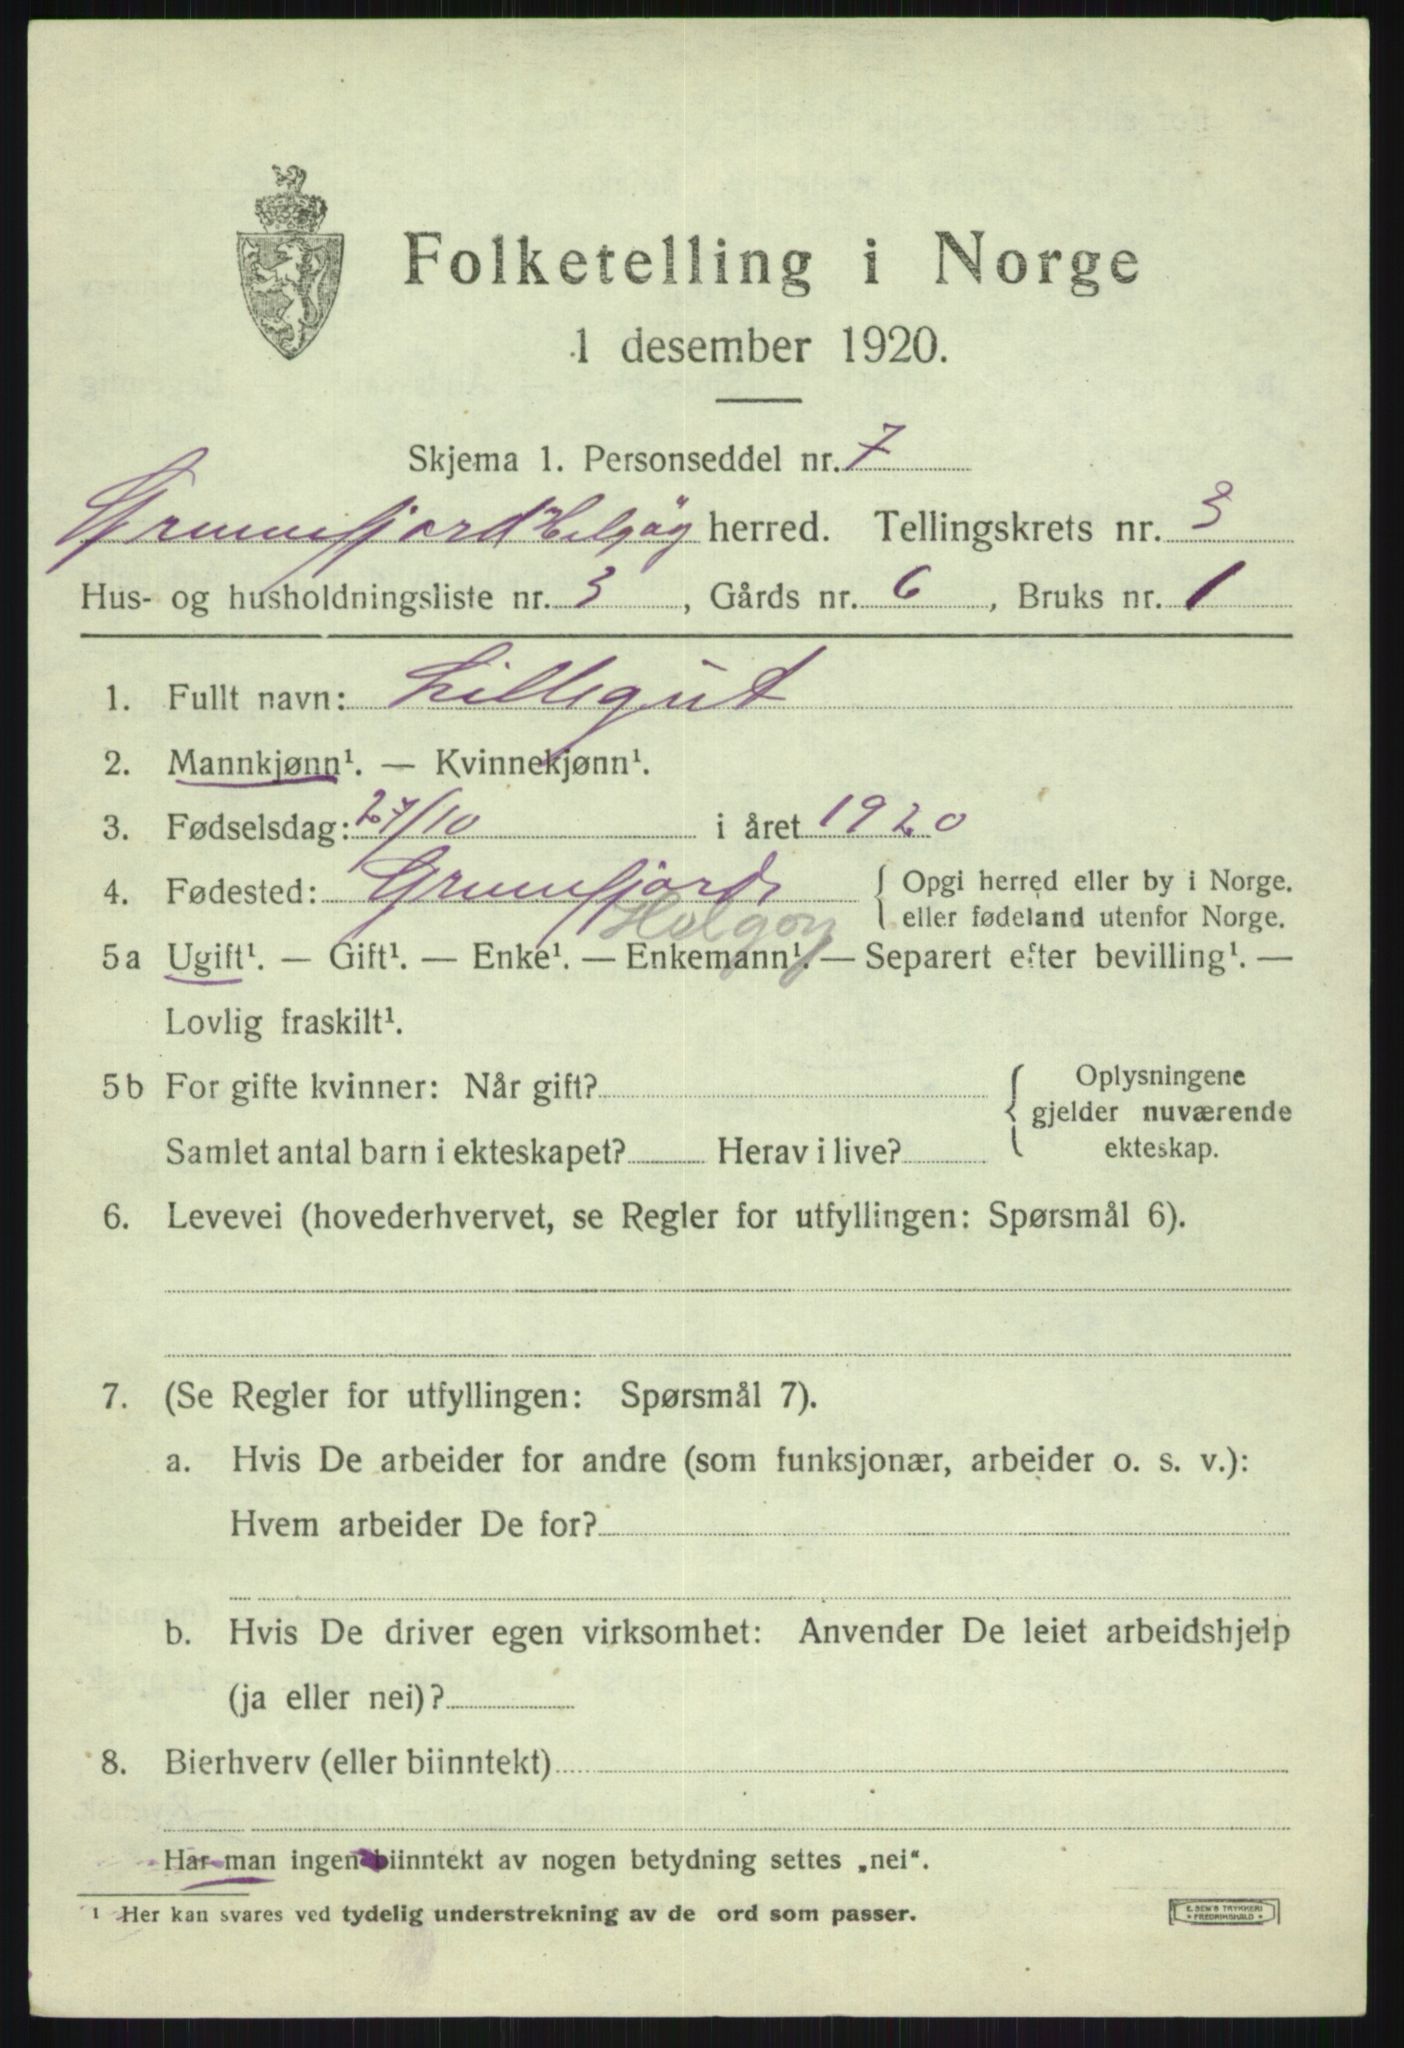 Folketelling i Norge
1 desember 1920.
Skjema 1. Personseddel nr. 7
Grunnfjord Helgøy herred. Tellingskrets nr. 3
Hus- og husholdningsliste nr. 3, Gårds nr. 6, Bruks nr. 1
1. Fullt navn: Lillegut
2. Mannkjønn¹. — Kvinnekjønn¹.
3. Fødselsdag: 27/10 i året 1920
4. Fødested: Grunnfjord { Opgi herred eller by i Norge.
Helgøy eller fødeland utenfor Norge.
5a Ugift¹. — Gift¹. — Enke¹. — Enkemann¹. — Separert efter bevilling¹. —
Lovlig fraskilt¹.
5b For gifte kvinner: Når gift? { Oplysningene
gjelder nuværende
Samlet antal barn i ekteskapet? Herav i live? ekteskap.
6. Levevei (hovederhvervet, se Regler for utfyllingen: Spørsmål 6).
7. (Se Regler for utfyllingen: Spørsmål 7).
a. Hvis De arbeider for andre (som funksjonær, arbeider o. s. v.):
Hvem arbeider De for?
b. Hvis De driver egen virksomhet: Anvender De leiet arbeidshjelp
(ja eller nei)?
8. Bierhverv (eller biinntekt)
Har man ingen biinntekt av nogen betydning settes „nei“.
¹ Her kan svares ved tydelig understrekning av de ord som passer.
E. SEM'S TRYKKERI
* FREDRIKSHALD *